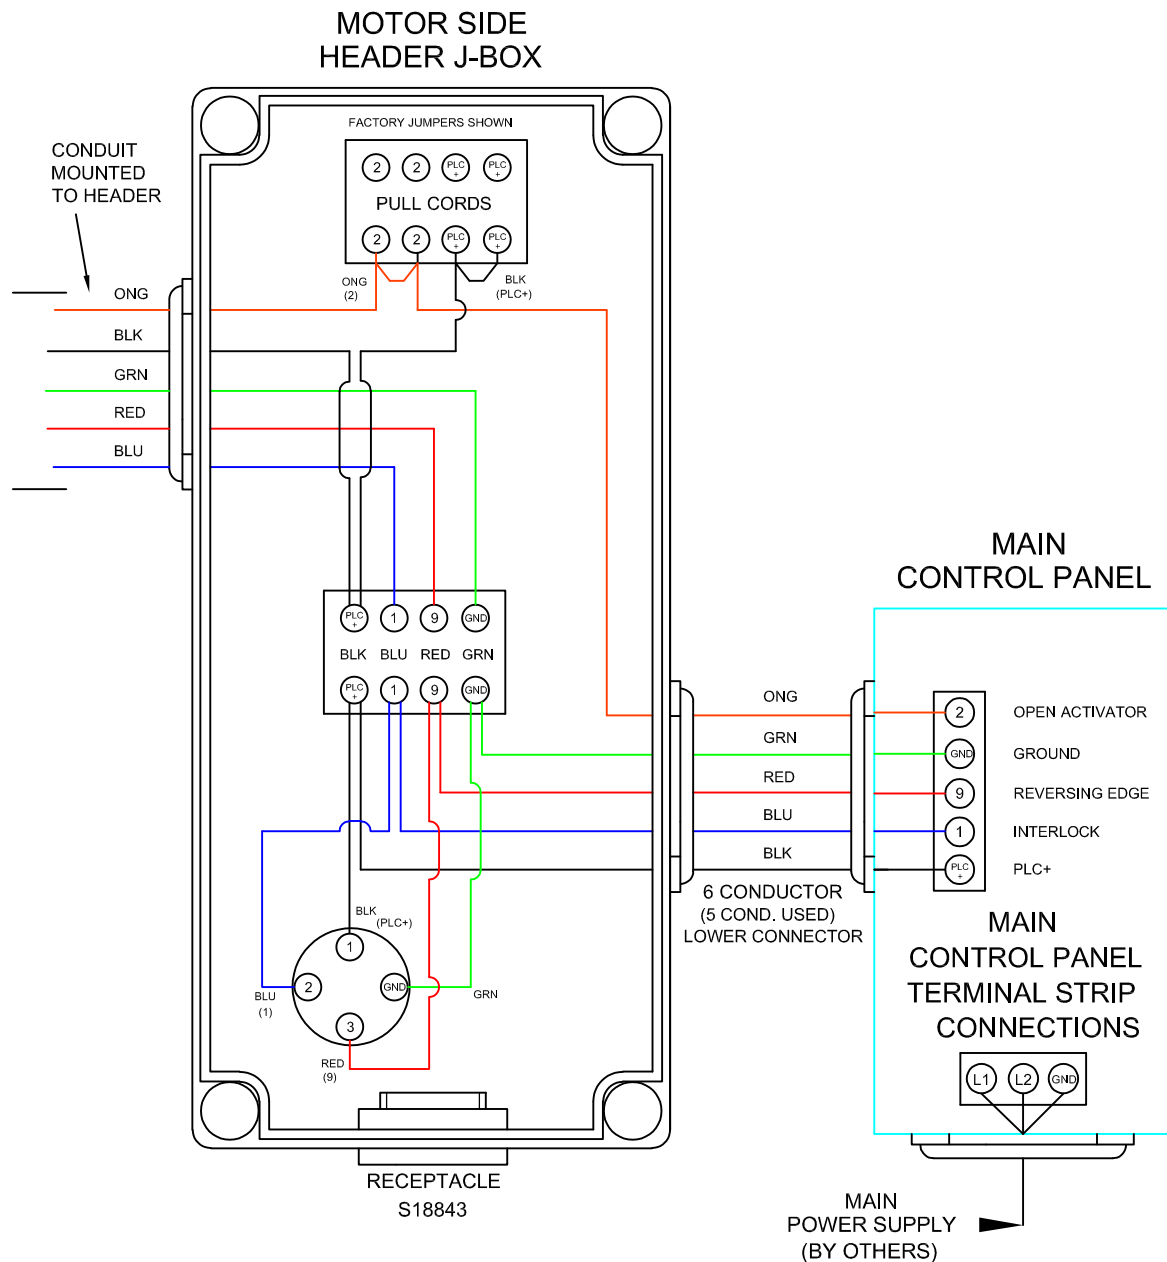 MOTOR SIDE
HEADER J-BOX
FACTORY JUMPERS SHOWN
CONDUIT
MOUNTED
TO HEADER
2 2 PLC + PLC +
PULL CORDS
2 2 PLC + PLC +
ONG
(2)
BLK
(PLC+)
ONG
BLK
GRN
RED
BLU
PLC + 1 9 GND
BLK BLU RED GRN
PLC + 1 9 GND
MAIN
CONTROL PANEL
ONG
GRN
RED
BLU
BLK
2 OPEN ACTIVATOR
GND GROUND
9 REVERSING EDGE
1 INTERLOCK
PLC + PLC+
6 CONDUCTOR
(5 COND. USED)
LOWER CONNECTOR
BLK
(PLC+)
1
2
GND
3
BLU
(1)
GRN
RED
(9)
MAIN
CONTROL PANEL
TERMINAL STRIP
CONNECTIONS
L1 L2 GND
RECEPTACLE
S18843
MAIN
POWER SUPPLY
(BY OTHERS)